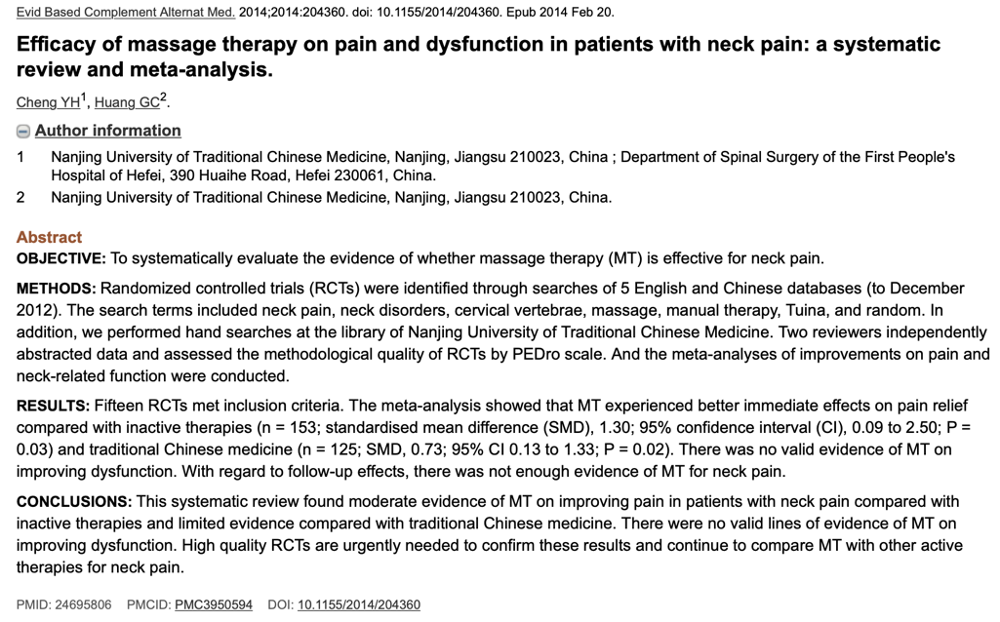 Evid Based Complement Alternat Med. 2014;2014:204360. doi: 10.1155/2014/204360. Epub 2014 Feb 20.
Efficacy of massage therapy on pain and dysfunction in patients with neck pain: a systematic
review and meta-analysis.
Cheng YH1, Huang GC2.
Author information
1 Nanjing University of Traditional Chinese Medicine, Nanjing, Jiangsu 210023, China ; Department of Spinal Surgery of the First People's
Hospital of Hefei, 390 Huaihe Road, Hefei 230061, China.
2 Nanjing University of Traditional Chinese Medicine, Nanjing, Jiangsu 210023, China.
Abstract
OBJECTIVE: To systematically evaluate the evidence of whether massage therapy (MT) is effective for neck pain.
METHODS: Randomized controlled trials (RCTs) were identified through searches of 5 English and Chinese databases (to December
2012). The search terms included neck pain, neck disorders, cervical vertebrae, massage, manual therapy, Tuina, and random. In
addition, we performed hand searches at the library of Nanjing University of Traditional Chinese Medicine. Two reviewers independently
abstracted data and assessed the methodological quality of RCTs by PEDro scale. And the meta-analyses of improvements on pain and
neck-related function were conducted.
RESULTS: Fifteen RCTs met inclusion criteria. The meta-analysis showed that MT experienced better immediate effects on pain relief
compared with inactive therapies (n = 153; standardised mean difference (SMD), 1.30; 95% confidence interval (CI), 0.09 to 2.50; P =
0.03) and traditional Chinese medicine (n = 125; SMD, 0.73; 95% CI 0.13 to 1.33; P = 0.02). There was no valid evidence of MT on
improving dysfunction. With regard to follow-up effects, there was not enough evidence of MT for neck pain.
CONCLUSIONS: This systematic review found moderate evidence of MT on improving pain in patients with neck pain compared with
inactive therapies and limited evidence compared with traditional Chinese medicine. There were no valid lines of evidence of MT on
improving dysfunction. High quality RCTs are urgently needed to confirm these results and continue to compare MT with other active
therapies for neck pain.
PMID: 24695806 PMCID: PMC3950594 DOI: 10.1155/2014/204360